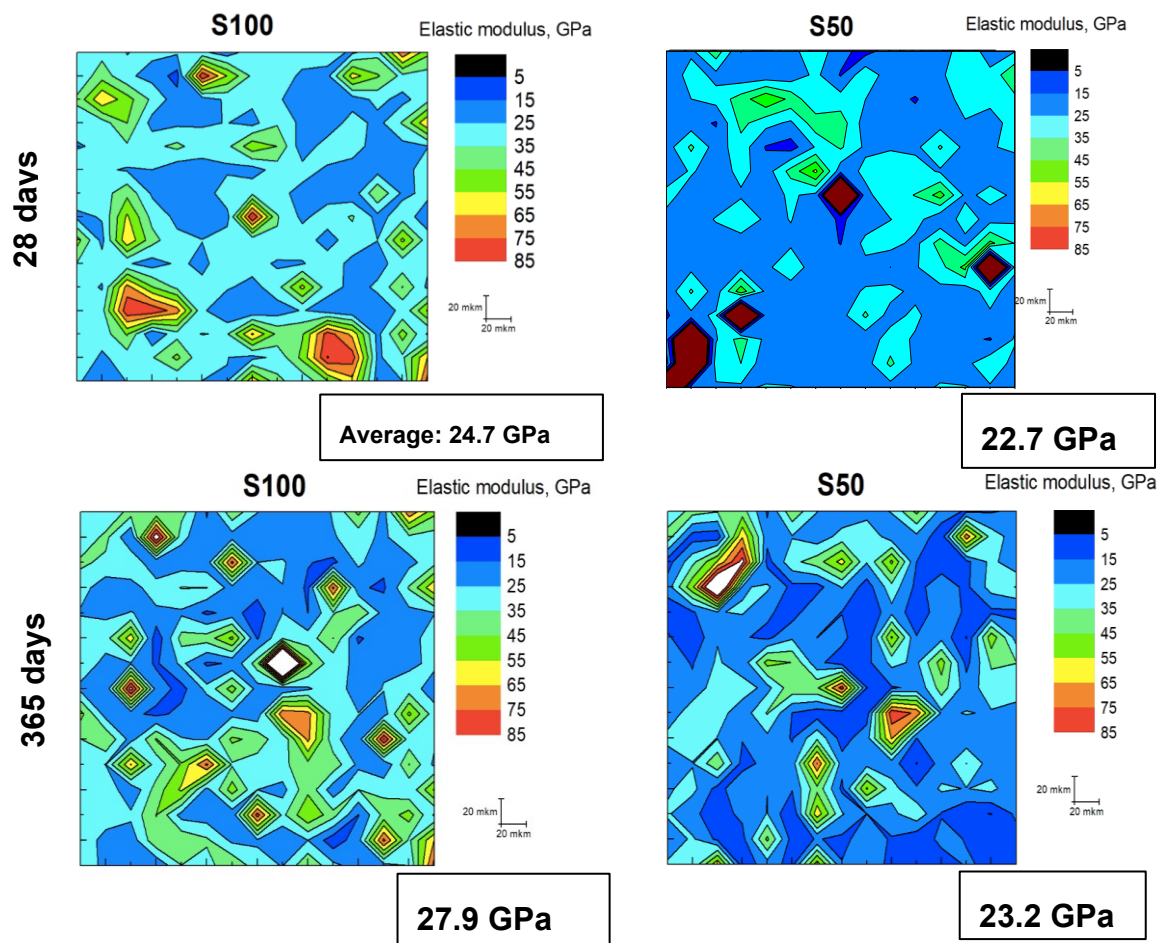 S100
Elastic modulus, GPa
5
15
25
35
45
55
65
75
85
20 mkm
20 mkm
S50
Elastic modulus, GPa
5
15
25
35
45
55
65
75
85
20 mkm
20 mkm
28 days
Average: 24.7 GPa
22.7 GPa
S100
Elastic modulus, GPa
5
15
25
35
45
55
65
75
85
20 mkm
20 mkm
S50
Elastic modulus, GPa
5
15
25
35
45
55
65
75
85
20 mkm
20 mkm
365 days
27.9 GPa
23.2 GPa